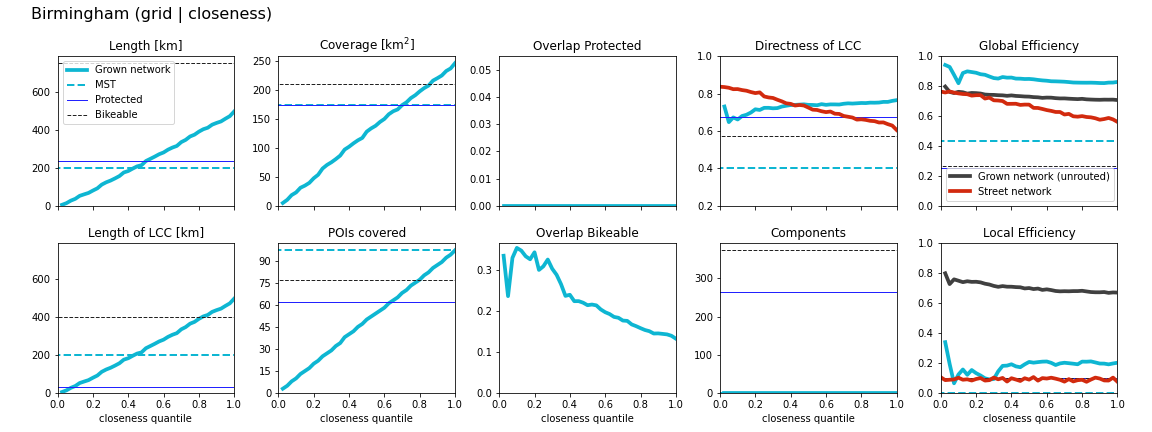 Birmingham (grid | closeness)
Length [km]
600
400
200
0
Grown network
MST
Protected
Bikeable
Coverage [km²]
250
200
150
100
50
0
Overlap Protected
0.05
0.04
0.03
0.02
0.01
0.00
Directness of LCC
1.0
0.8
0.6
0.4
0.2
Global Efficiency
1.0
0.8
0.6
0.4
0.2
0.0
Grown network (unrouted)
Street network
Length of LCC [km]
600
400
200
0
0.0 0.2 0.4 0.6 0.8 1.0
closeness quantile
POIs covered
90
75
60
45
30
15
0
0.0 0.2 0.4 0.6 0.8 1.0
closeness quantile
Overlap Bikeable
0.3
0.2
0.1
0.0
0.0 0.2 0.4 0.6 0.8 1.0
closeness quantile
Components
300
200
100
0
0.0 0.2 0.4 0.6 0.8 1.0
closeness quantile
Local Efficiency
1.0
0.8
0.6
0.4
0.2
0.0
0.0 0.2 0.4 0.6 0.8 1.0
closeness quantile